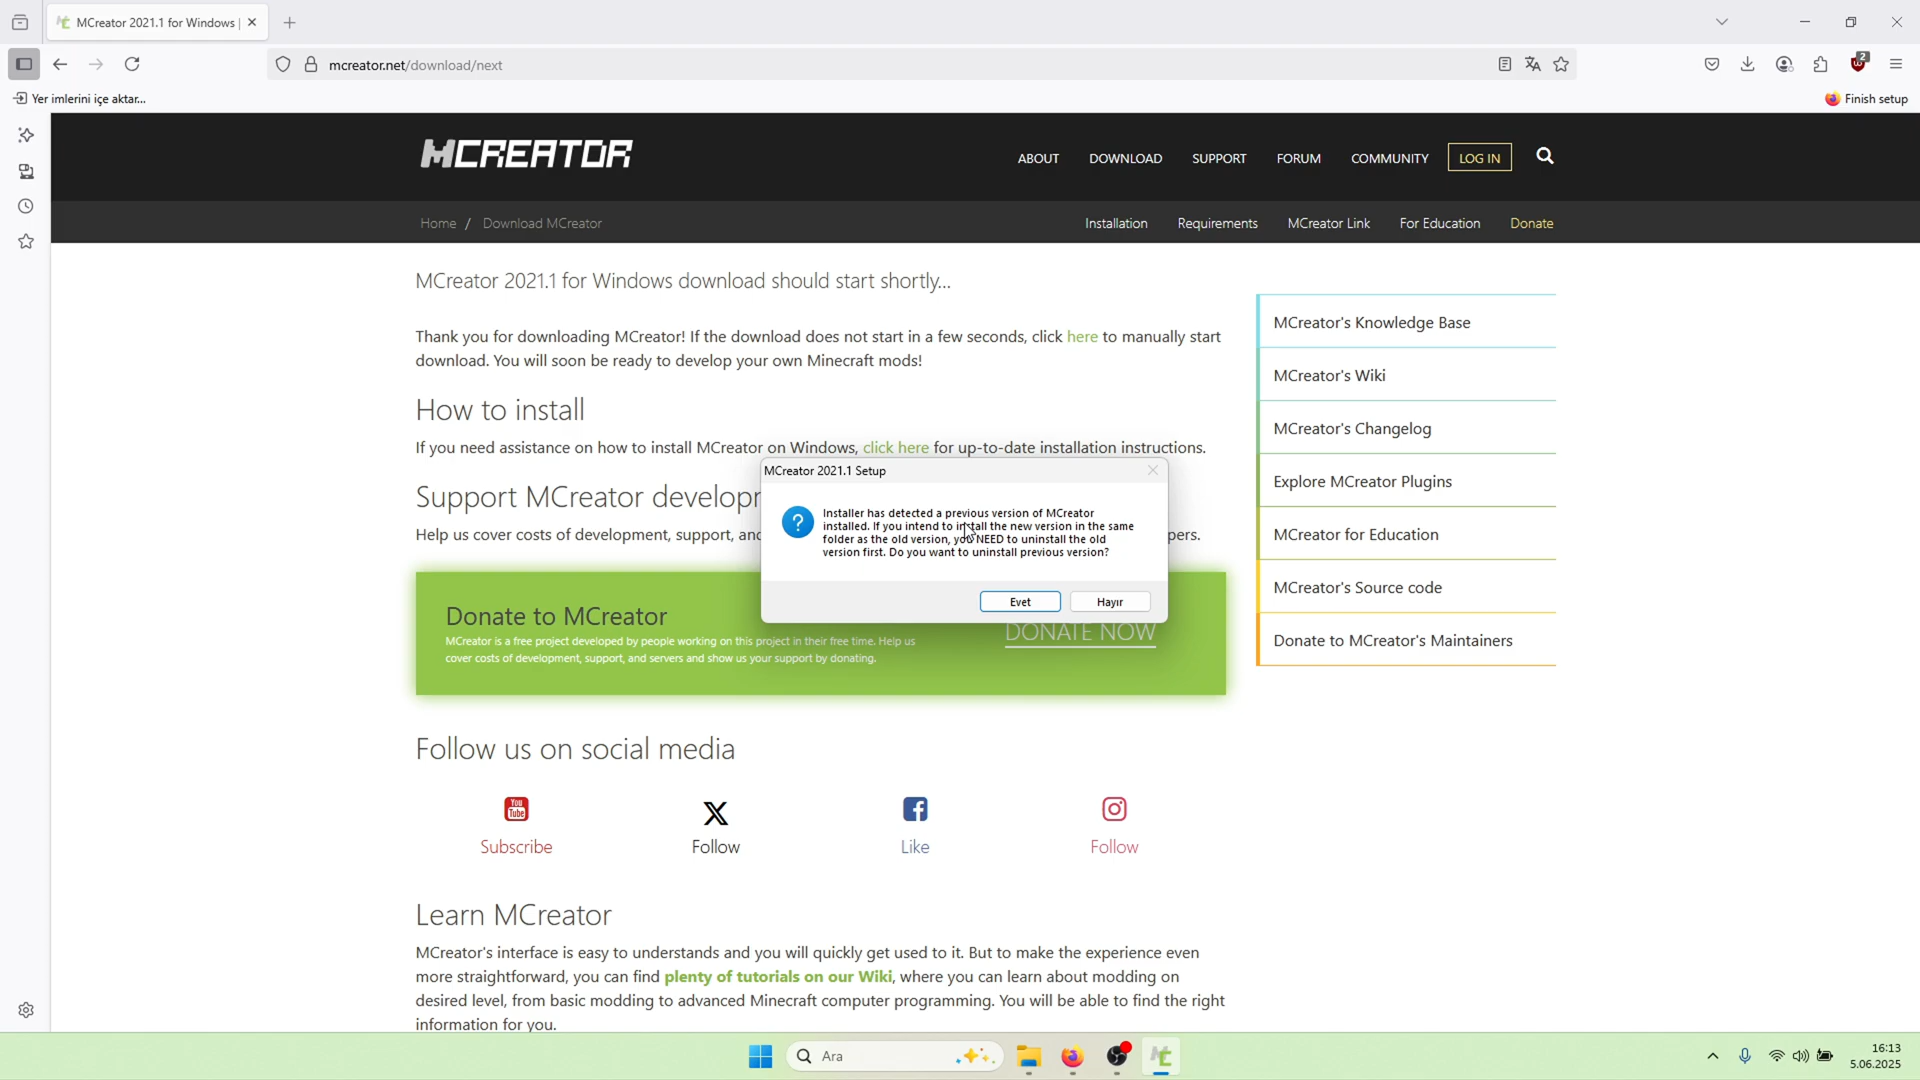 MCreator 2021.1 for Windows |
mcreator.net/download/next
Yer imlerini içe aktar...
Finish setup
MCREATOR
ABOUT
DOWNLOAD
SUPPORT
FORUM
COMMUNITY
LOG IN
Home / Download MCreator
Installation
Requirements
MCreator Link
For Education
Donate
MCreator 2021.1 for Windows download should start shortly...
Thank you for downloading MCreator! If the download does not start in a few seconds, click here to manually start
download. You will soon be ready to develop your own Minecraft mods!
How to install
If you need assistance on how to install MCreator on Windows, click here for up-to-date installation instructions.
Support MCreator develop
Help us cover costs of development, support, and
pers.
MCreator 2021.1 Setup
Installer has detected a previous version of MCreator
installed. If you intend to install the new version in the same
folder as the old version, you NEED to uninstall the old
version first. Do you want to uninstall previous version?
Evet
Hayır
Donate to MCreator
MCreator is a free project developed by people working on this project in their free time. Help us
cover costs of development, support, and servers and show us your support by donating.
DONATE NOW
MCreator's Knowledge Base
MCreator's Wiki
MCreator's Changelog
Explore MCreator Plugins
MCreator for Education
MCreator's Source code
Donate to MCreator's Maintainers
Follow us on social media
You
Tube
Subscribe
Follow
Like
Follow
Learn MCreator
MCreator's interface is easy to understands and you will quickly get used to it. But to make the experience even
more straightforward, you can find plenty of tutorials on our Wiki, where you can learn about modding on
desired level, from basic modding to advanced Minecraft computer programming. You will be able to find the right
information for you.
Ara
16:13
5.06.2025
2